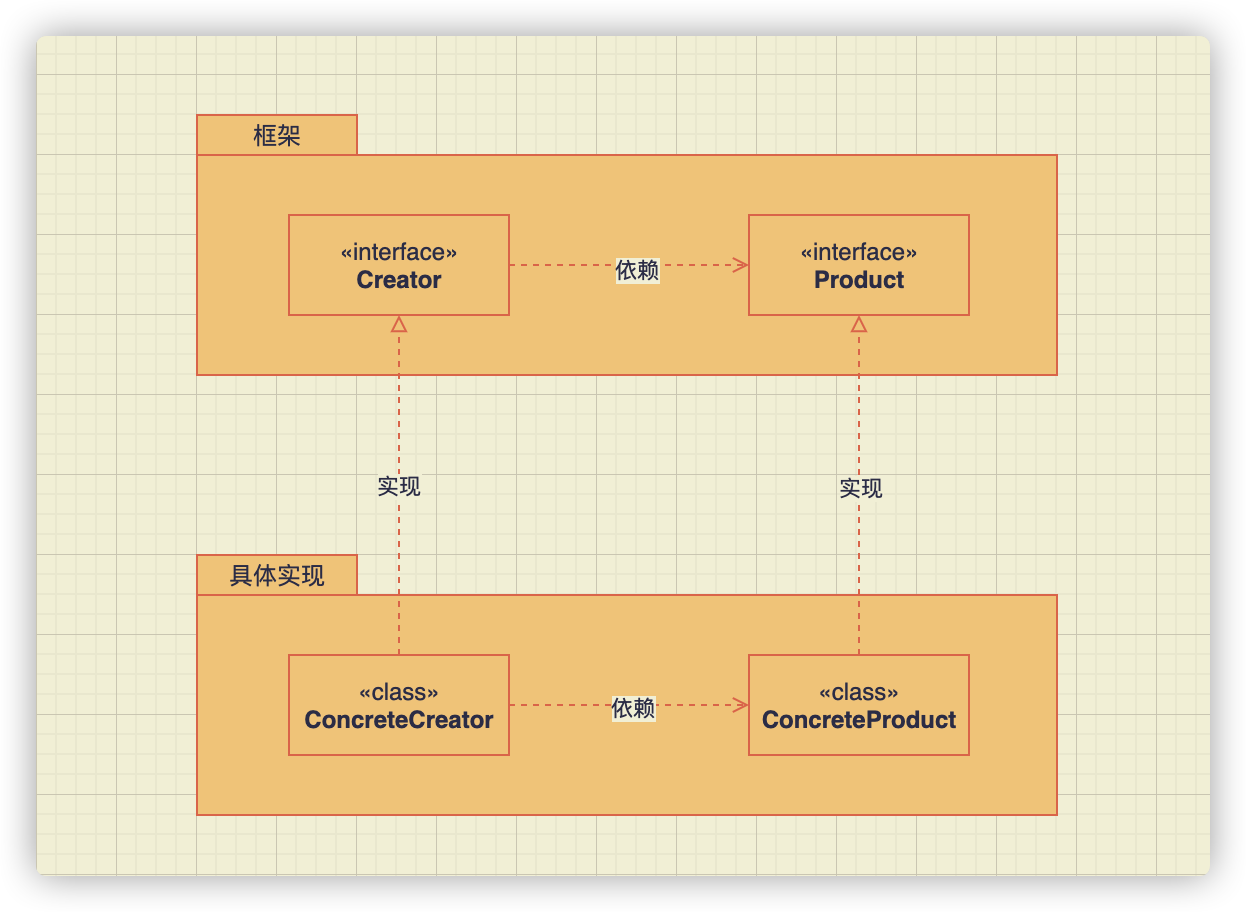 框架
«interface»
Creator
依赖
«interface»
Product
实现
实现
具体实现
«class»
ConcreteCreator
依赖
«class»
ConcreteProduct